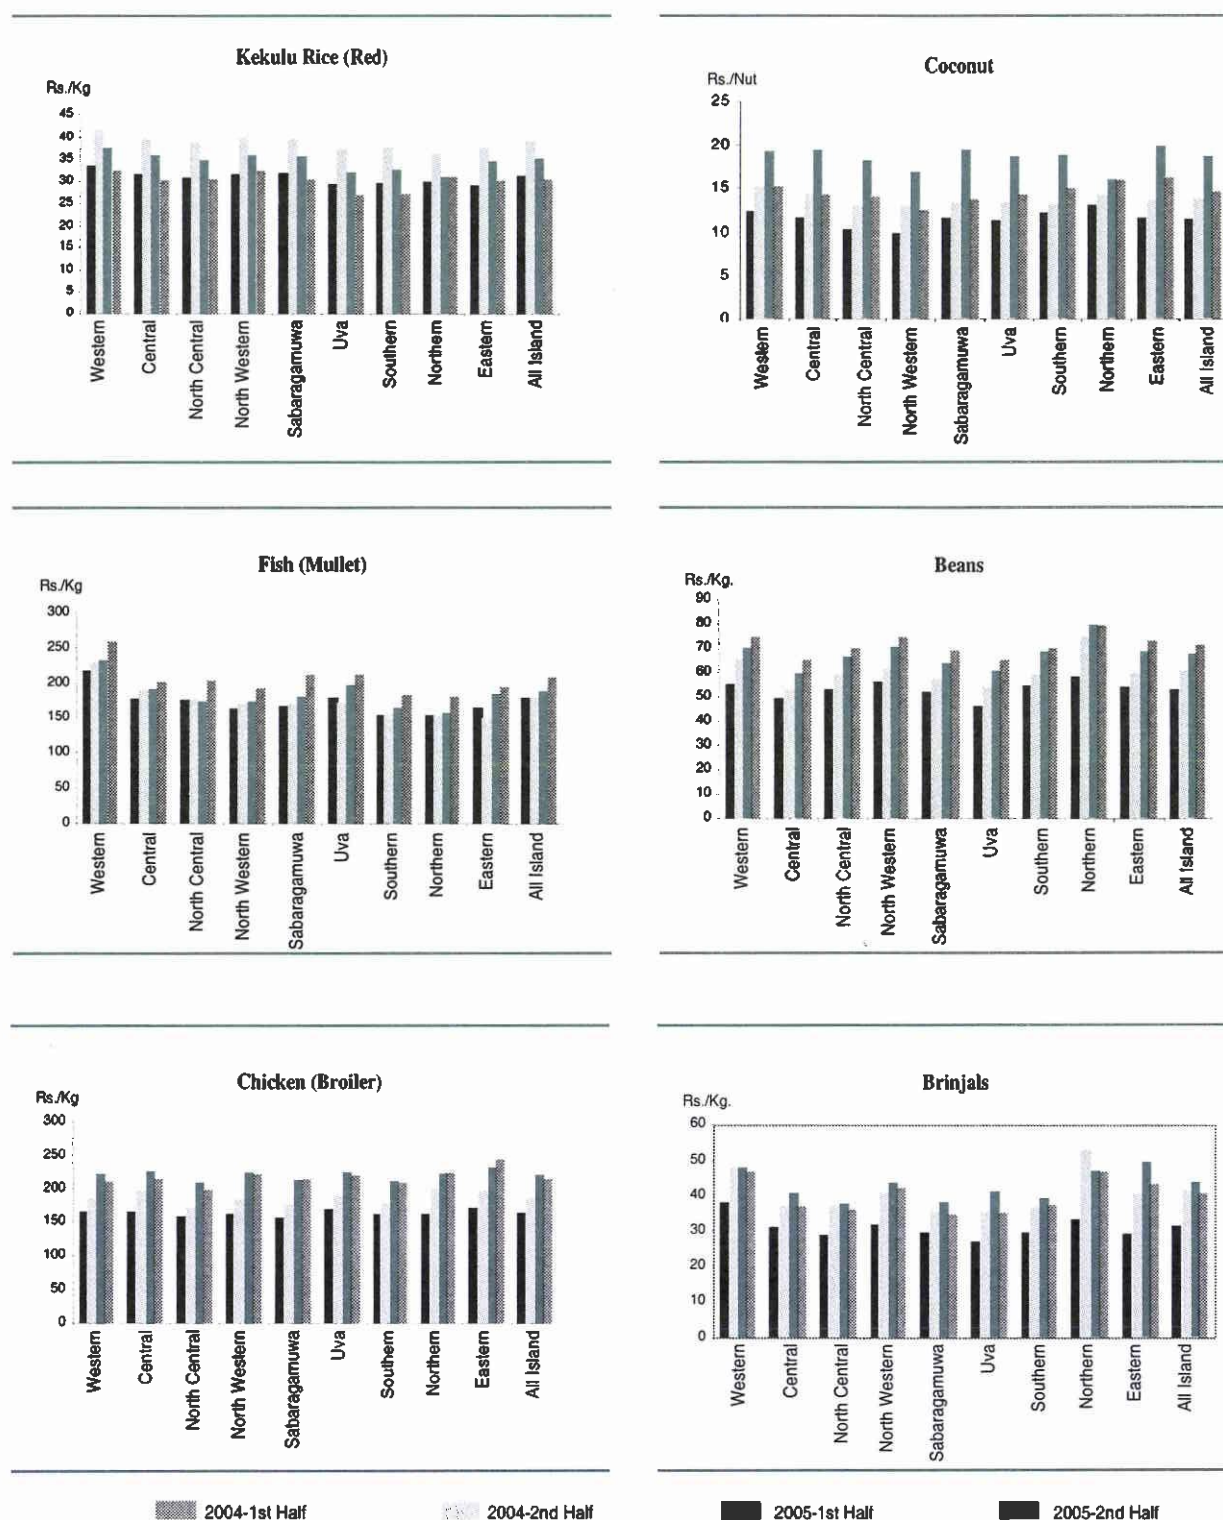 Kekulu Rice (Red)
Rs./Kg
45
40
35
30
25
20
15
10
5
0
Western
Central
North Central
North Western
Sabaragamuwa
Uva
Southern
Northern
Eastern
All Island
Coconut
Rs./Nut
25
20
15
10
5
0
Western
Central
North Central
North Western
Sabaragamuwa
Uva
Southern
Northern
Eastern
All Island
Fish (Mullet)
Rs./Kg
300
250
200
150
100
50
0
Western
Central
North Central
North Western
Sabaragamuwa
Uva
Southern
Northern
Eastern
All Island
Beans
Rs./Kg.
90
80
70
60
50
40
30
20
10
0
Western
Central
North Central
North Western
Sabaragamuwa
Uva
Southern
Northern
Eastern
All Island
Chicken (Broiler)
Rs./Kg
300
250
200
150
100
50
0
Western
Central
North Central
North Western
Sabaragamuwa
Uva
Southern
Northern
Eastern
All Island
Brinjals
Rs./Kg.
60
50
40
30
20
10
0
Western
Central
North Central
North Western
Sabaragamuwa
Uva
Southern
Northern
Eastern
All Island
2004-1st Half
2004-2nd Half
2005-1st Half
2005-2nd Half